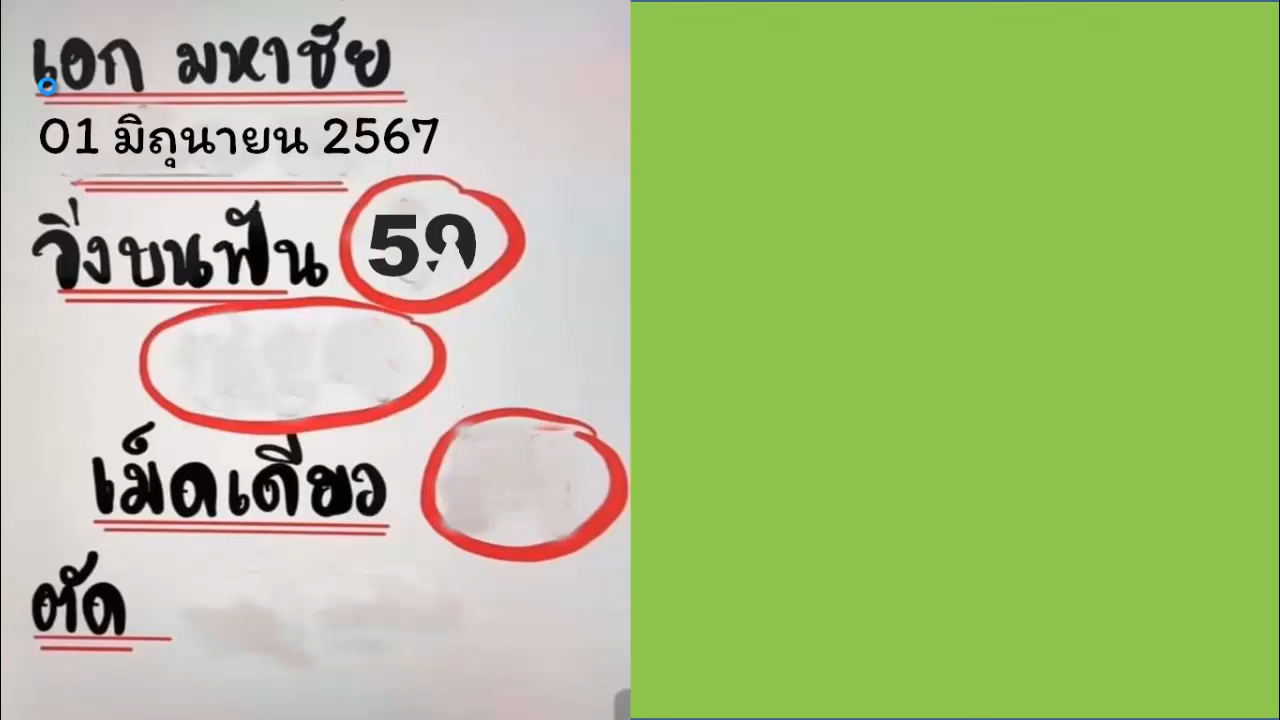 เอก มหาชัย
01 มิถุนายน 2567
วิ่งบนฟัน 59
เม็ดเดียว
ตัด